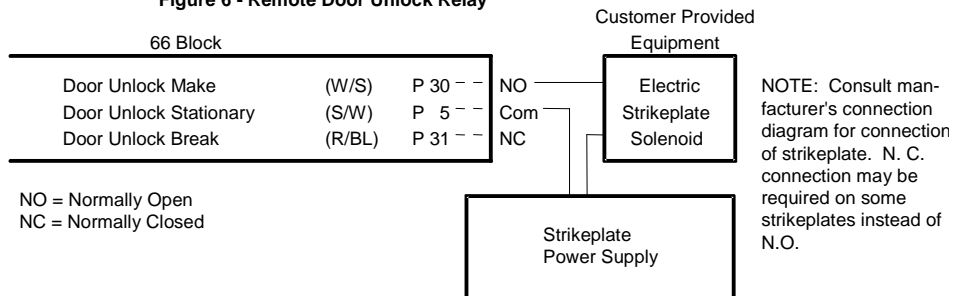 Figure 6 - Remote Door Unlock Relay
Customer Provided
Equipment
66 Block
Door Unlock Make (W/S) P 30 NO
Door Unlock Stationary (S/W) P 5 Com
Door Unlock Break (R/BL) P 31 NC
Electric
Strikeplate
Solenoid
NOTE: Consult man-
facturer's connection
diagram for connection
of strikeplate. N. C.
connection may be
required on some
strikeplates instead of
N.O.
NO = Normally Open
NC = Normally Closed
Strikeplate
Power Supply